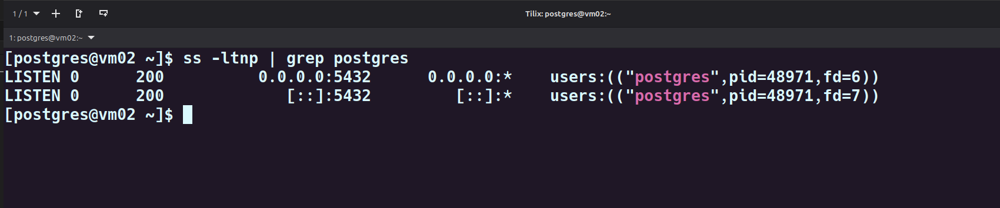 1 / 1
Tilix: postgres@vm02:~
1: postgres@vm02:~
[postgres@vm02 ~]$ ss -ltnp | grep postgres
LISTEN 0      200          0.0.0.0:5432      0.0.0.0:*    users:(("postgres",pid=48971,fd=6))
LISTEN 0      200             [::]:5432         [::]:*    users:(("postgres",pid=48971,fd=7))
[postgres@vm02 ~]$